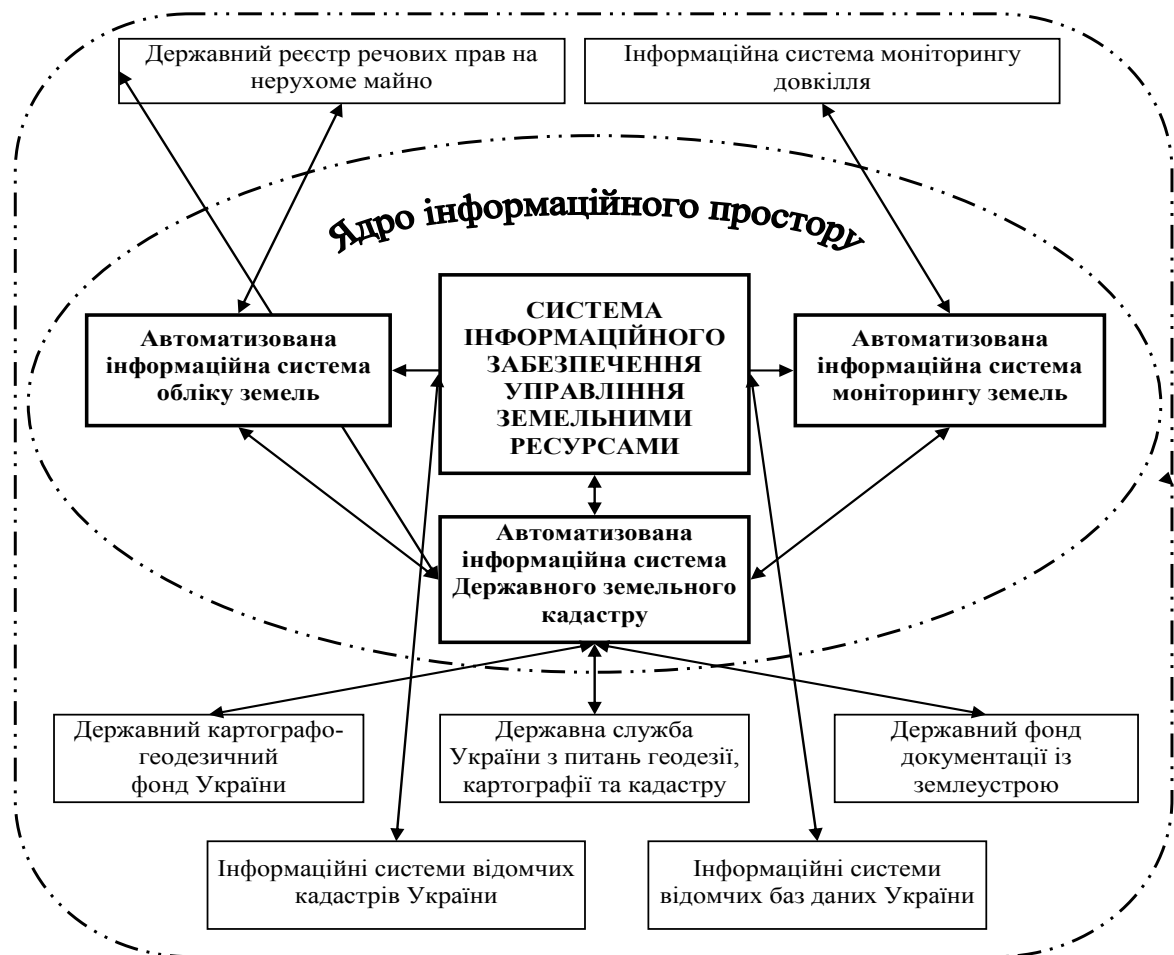 Державний реєстр речових прав на
нерухоме майно
Інформаційна система моніторингу
довкілля
Ядро інформаційного простору
СИСТЕМА
ІНФОРМАЦІЙНОГО
ЗАБЕЗПЕЧЕННЯ
УПРАВЛІННЯ
ЗЕМЕЛЬНИМИ
РЕСУРСАМИ
Автоматизована
інформаційна система
обліку земель
Автоматизована
інформаційна система
моніторингу земель
Автоматизована
інформаційна система
Державного земельного
кадастру
Державний картографо-
геодезичний
фонд України
Державна служба
України з питань геодезії,
картографії та кадастру
Державний фонд
документації із
землеустрою
Інформаційні системи відомчих
кадастрів України
Інформаційні системи
відомчих баз даних України